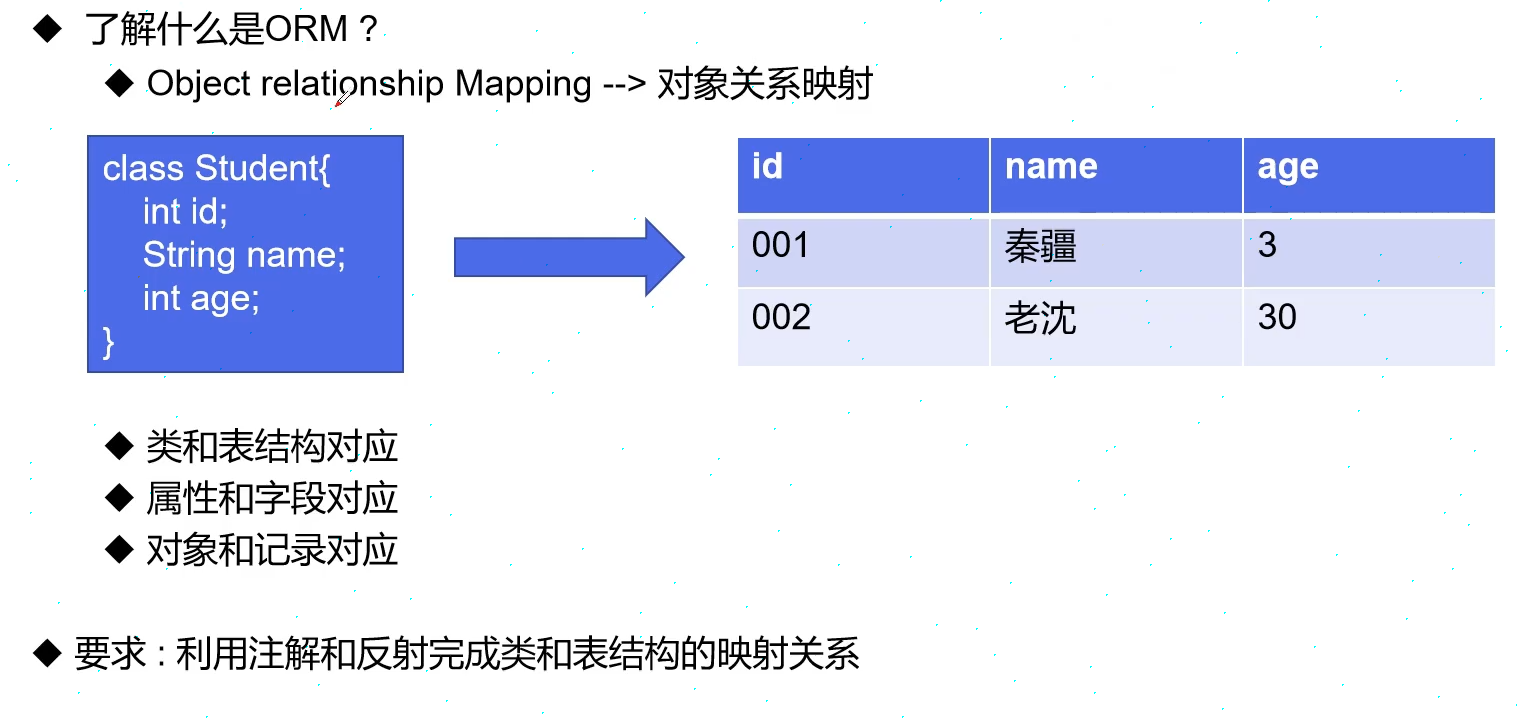 ◆ 了解什么是ORM？
◆ Object relationship Mapping --> 对象关系映射
class Student{
int id;
String name;
int age;
}
id name age
001 秦疆 3
002 老沈 30
◆ 类和表结构对应
◆ 属性和字段对应
◆ 对象和记录对应
◆ 要求 : 利用注解和反射完成类和表结构的映射关系